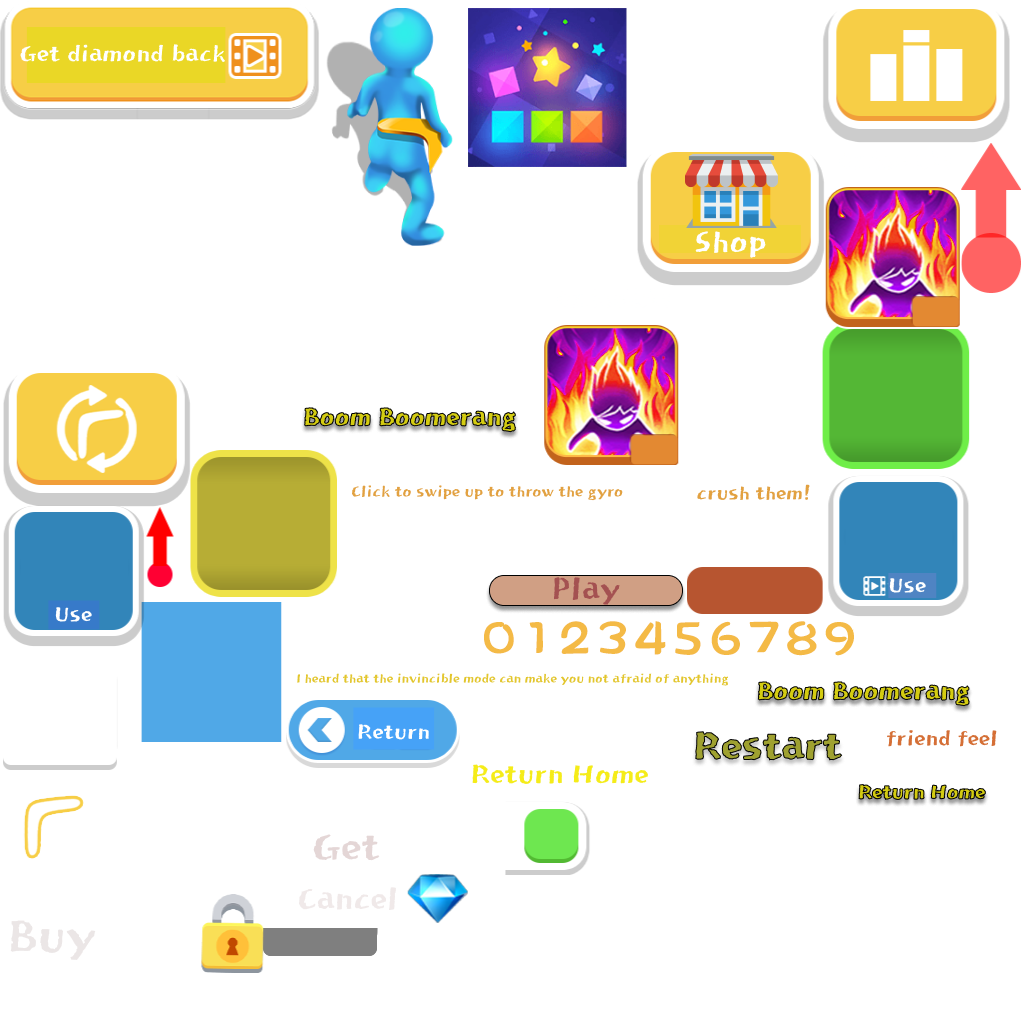 Get diamond back
Shop
Boom Boomerang
Click to swipe up to throw the gyro
crush them!
Use
Play
Use
0123456789
I heard that the invincible mode can make you not afraid of anything
Boom Boomerang
Return
Restart
friend feel
Return Home
Return Home
Get
Cancel
Buy